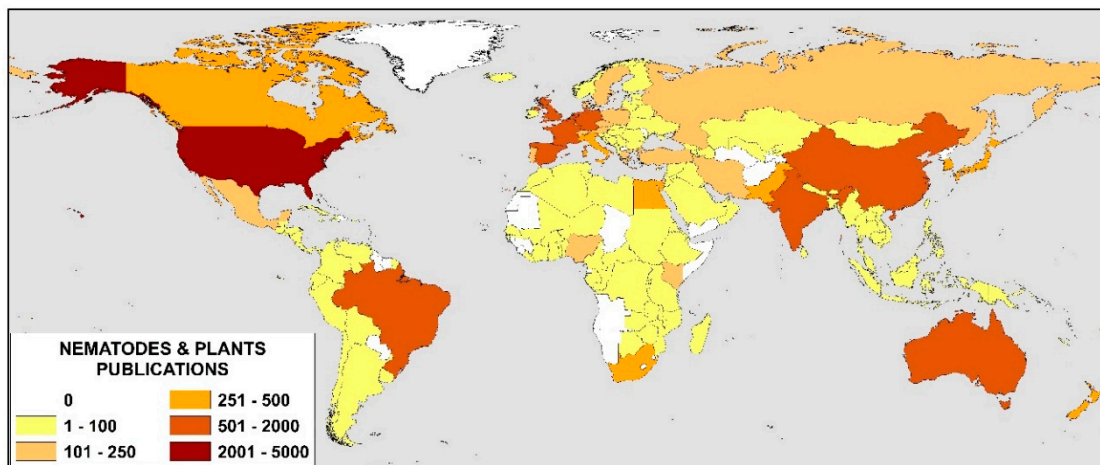 NEMATODES & PLANTS
PUBLICATIONS
0
1 - 100
101 - 250
251 - 500
501 - 2000
2001 - 5000